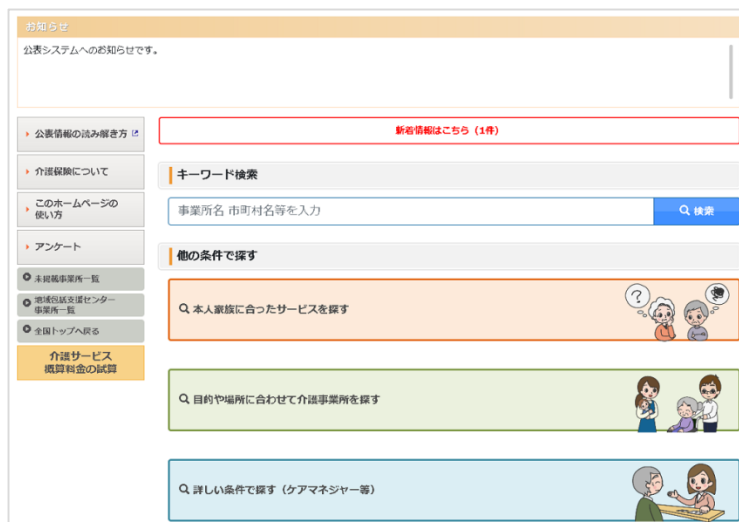 お知らせ
公表システムへのお知らせです。
公表情報の読み解き方
介護保険について
このホームページの
使い方
アンケート
未掲載事業所一覧
地域包括支援センター
事業所一覧
全国トップへ戻る
介護サービス
概算料金の試算
新着情報はこちら（1件）
キーワード検索
事業所名 市町村名等を入力
検索
他の条件で探す
本人家族に合ったサービスを探す
?
目的や場所に合わせて介護事業所を探す
詳しい条件で探す（ケアマネジャー等）